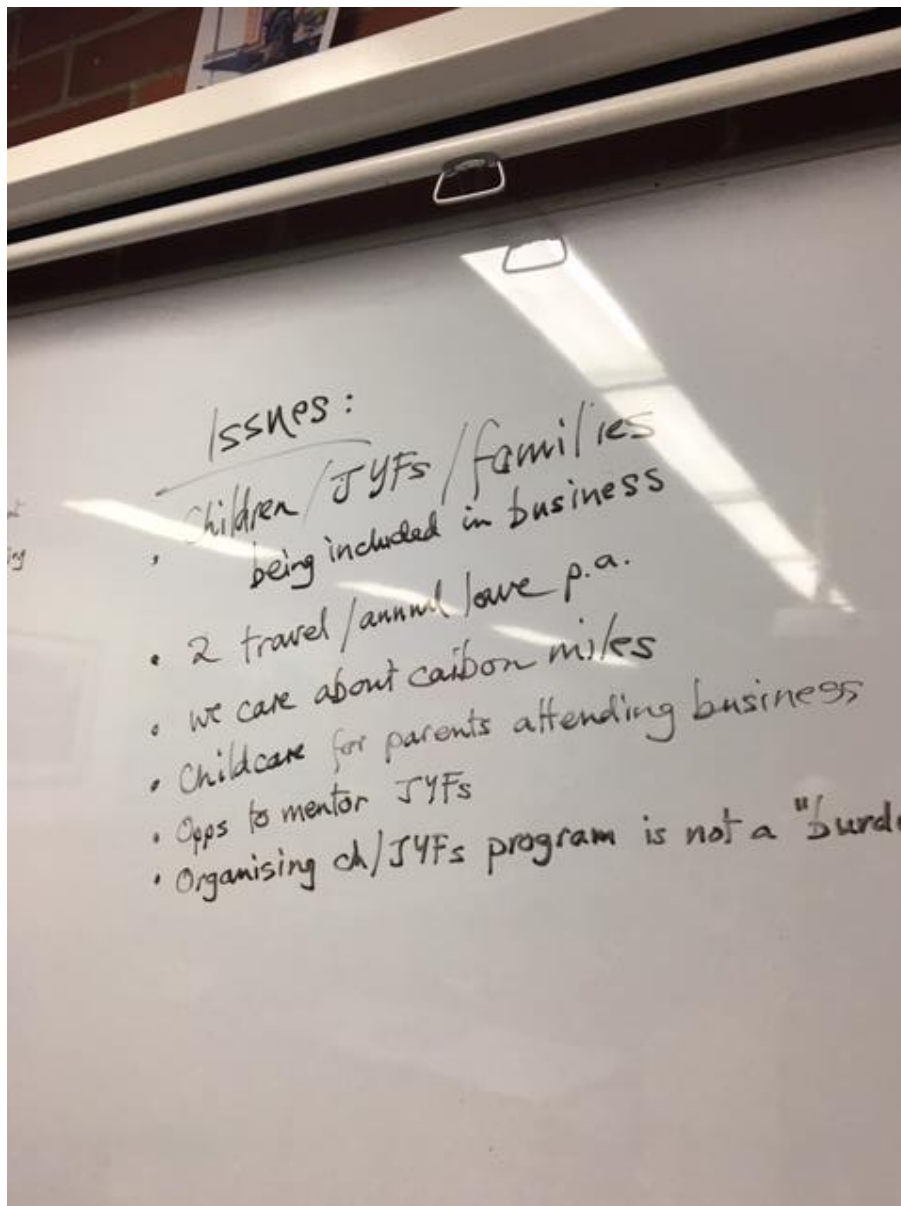 Issues:
• Children/JYFs/families
being included in business
• 2 travel/annual leave p.a.
• we care about carbon miles
• Childcare for parents attending business
• Opps to mentor JYFs
• Organising ch/JYFs program is not a "burd